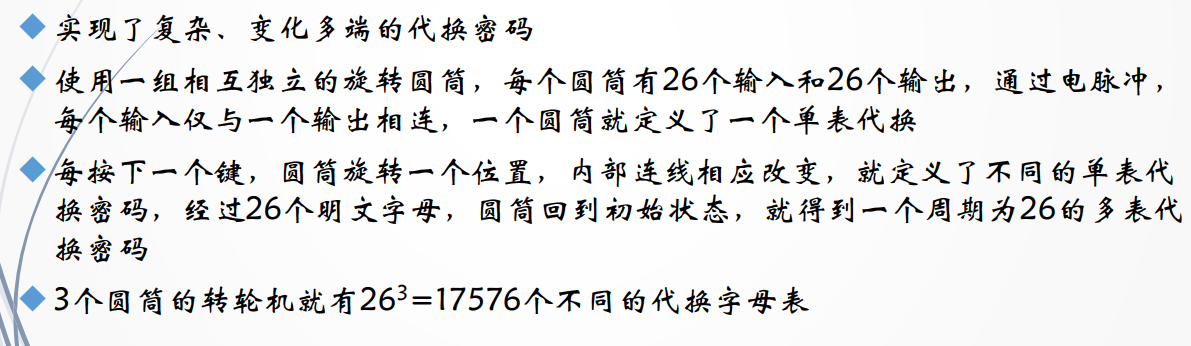 实现了复杂、变化多端的代换密码
使用一组相互独立的旋转圆筒，每个圆筒有26个输入和26个输出，通过电脉冲，
每个输入仅与一个输出相连，一个圆筒就定义了一个单表代换
每按下一个键，圆筒旋转一个位置，内部连线相应改变，就定义了不同的单表代
换密码，经过26个明文字母，圆筒回到初始状态，就得到一个周期为26的多表代
换密码
3个圆筒的转轮机就有26³=17576个不同的代换字母表